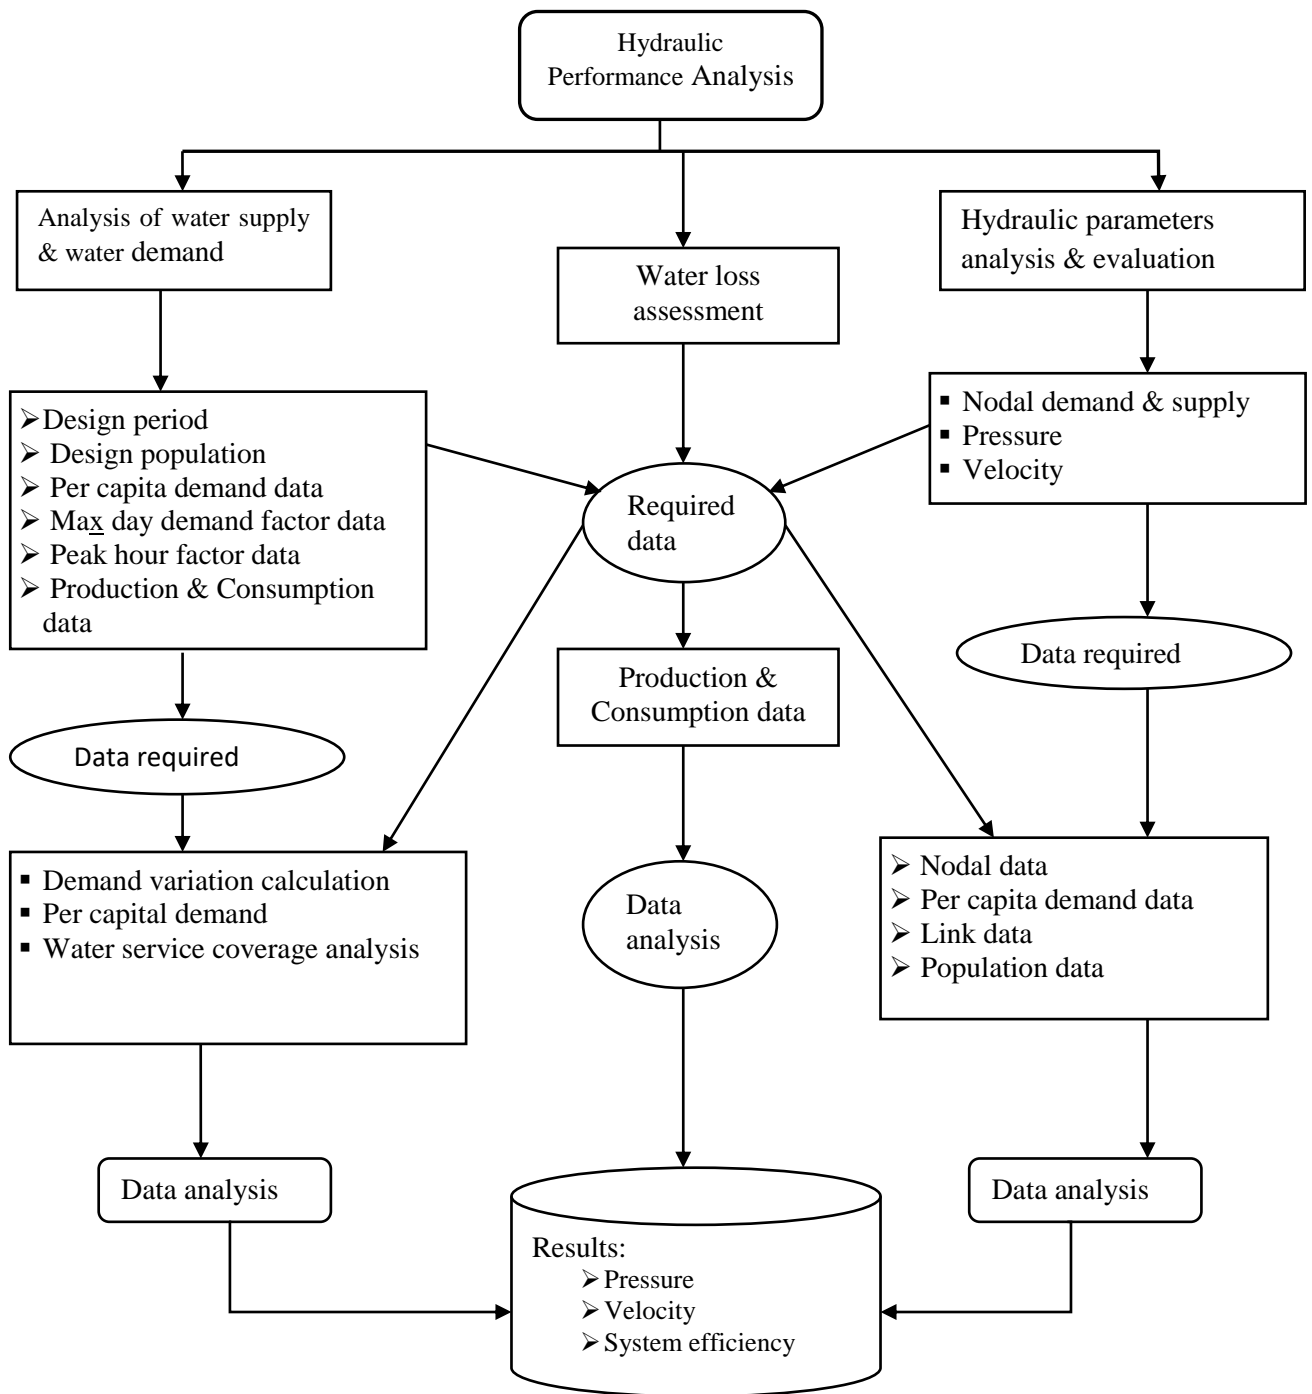 Hydraulic
Performance Analysis
Analysis of water supply
& water demand
Water loss
assessment
Hydraulic parameters
analysis & evaluation
➢Design period
➢ Design population
➢ Per capita demand data
➢ Max day demand factor data
➢ Peak hour factor data
➢ Production & Consumption
data
▪ Nodal demand & supply
▪ Pressure
▪ Velocity
Required
data
Data required
Production &
Consumption data
Data required
▪ Demand variation calculation
▪ Per capital demand
▪ Water service coverage analysis
Data
analysis
➢ Nodal data
➢ Per capita demand data
➢ Link data
➢ Population data
Data analysis
Data analysis
Results:
➢Pressure
➢Velocity
➢System efficiency